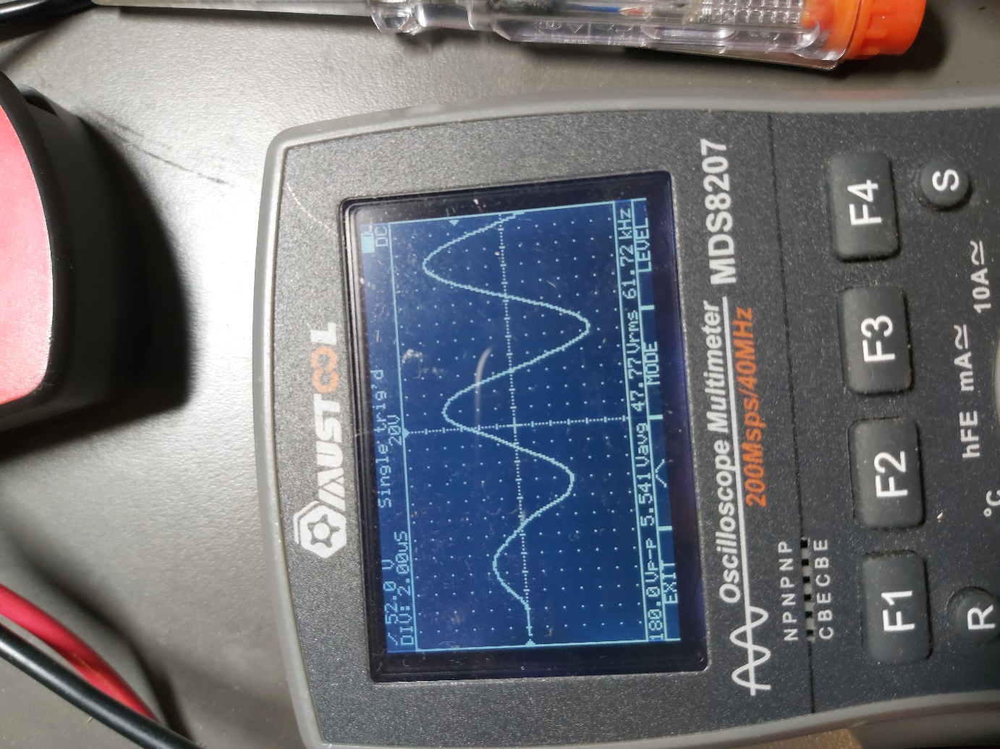 MUSTOOL
52.0 V Single trig'd
DIV: 2.00uS 20V DC
180.0Vp-p 5.541Vavg 47.77Vrms 61.72kHz
EXIT MODE LEVEL
Oscilloscope Multimeter MDS8207
200Msps/40MHz
NPNPNP
CBECBE
F1 F2 F3 F4
R S
°C hFE mA≃ 10A≃